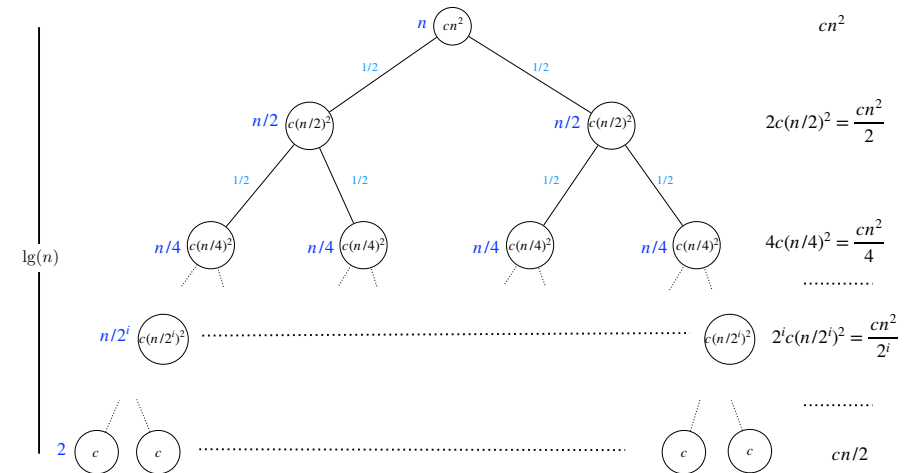 n cn² cn²
1/2 1/2
n/2 c(n/2)² n/2 c(n/2)² 2c(n/2)² = cn²/2
1/2 1/2 1/2 1/2
n/4 c(n/4)² n/4 c(n/4)² n/4 c(n/4)² n/4 c(n/4)² 4c(n/4)² = cn²/4
lg(n)
n/2ⁱ c(n/2ⁱ)² c(n/2ⁱ)² 2ⁱc(n/2ⁱ)² = cn²/2ⁱ
2 c c c c cn/2